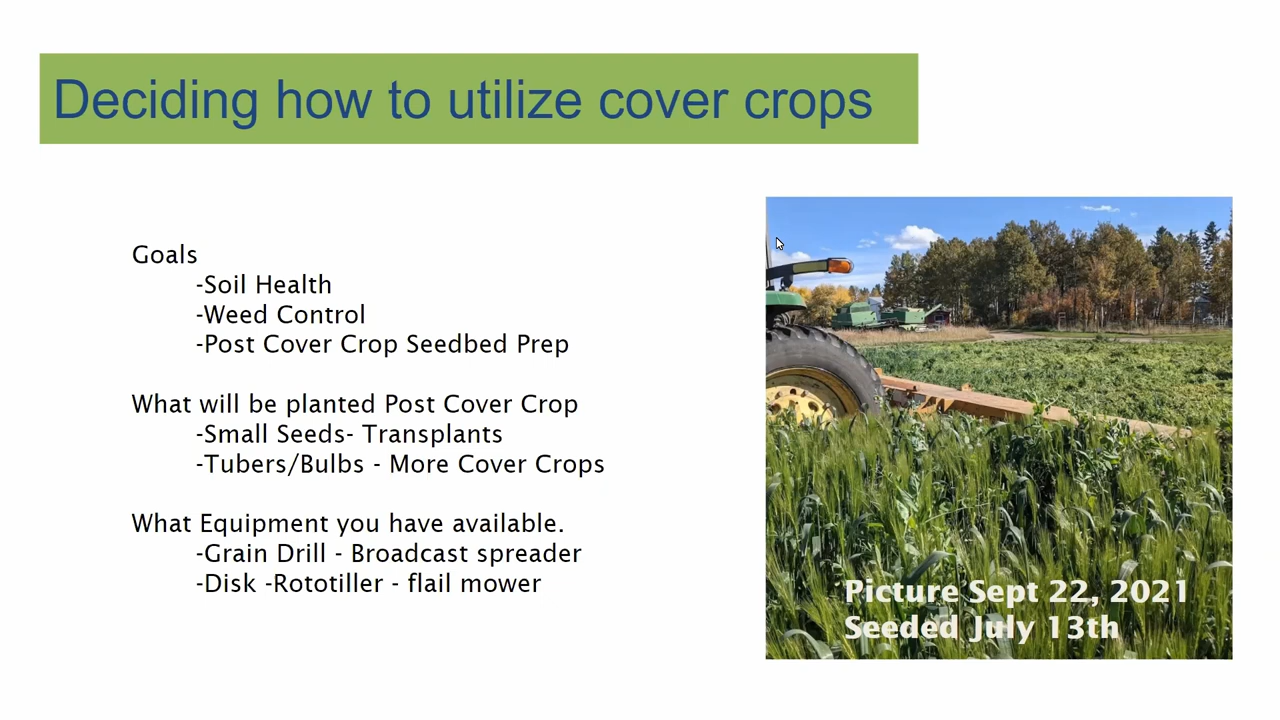 Deciding how to utilize cover crops
Goals
-Soil Health
-Weed Control
-Post Cover Crop Seedbed Prep
What will be planted Post Cover Crop
-Small Seeds- Transplants
-Tubers/Bulbs - More Cover Crops
What Equipment you have available.
-Grain Drill - Broadcast spreader
-Disk -Rototiller - flail mower
Picture Sept 22, 2021
Seeded July 13th